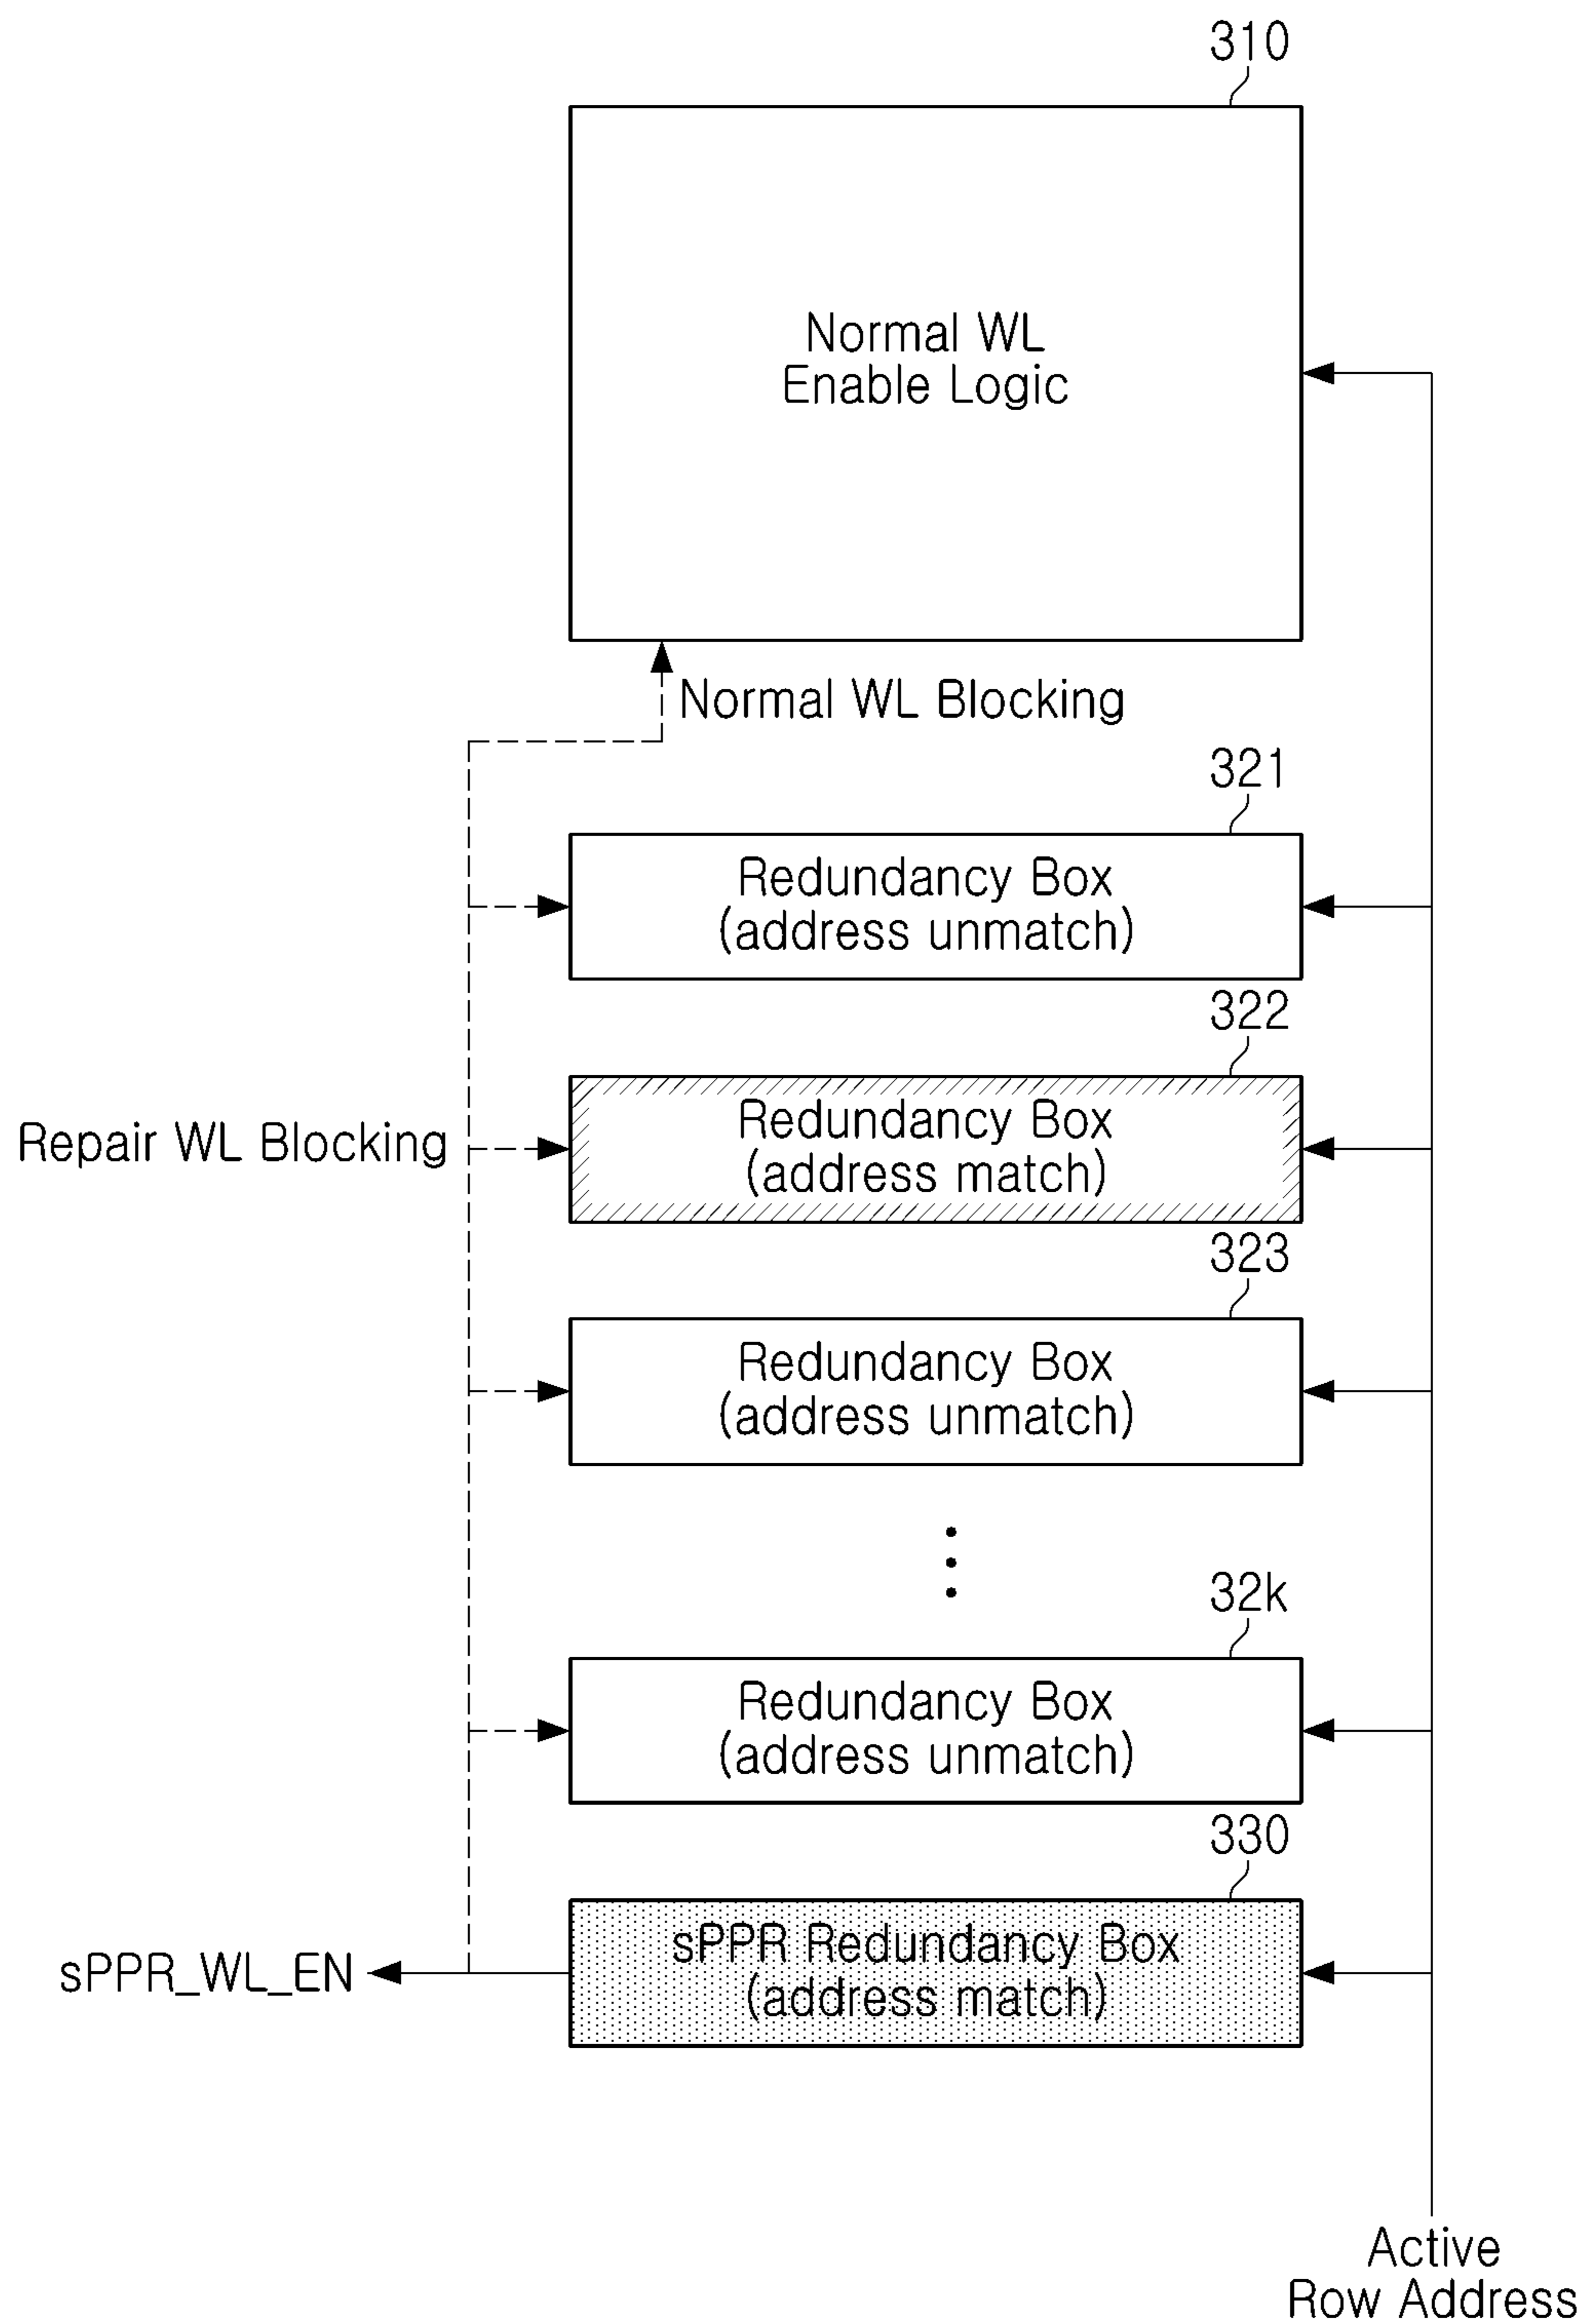 310
Normal WL
Enable Logic
Normal WL Blocking
321
Redundancy Box
(address unmatch)
322
Repair WL Blocking
Redundancy Box
(address match)
323
Redundancy Box
(address unmatch)
32k
Redundancy Box
(address unmatch)
330
sPPR_WL_EN
sPPR Redundancy Box
(address match)
Active
Row Address